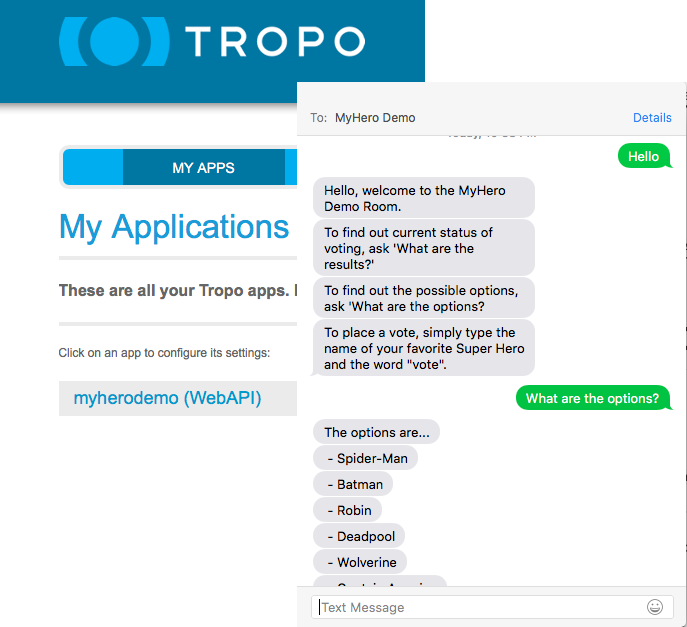 TROPO
MY APPS
My Applications
These are all your Tropo apps.
Click on an app to configure its settings:
myherodemo (WebAPI)
To: MyHero Demo
Details
Hello
Hello, welcome to the MyHero
Demo Room.
To find out current status of
voting, ask 'What are the
results?'
To find out the possible options,
ask 'What are the options?
To place a vote, simply type the
name of your favorite Super Hero
and the word "vote".
What are the options?
The options are...
- Spider-Man
- Batman
- Robin
- Deadpool
- Wolverine
Text Message